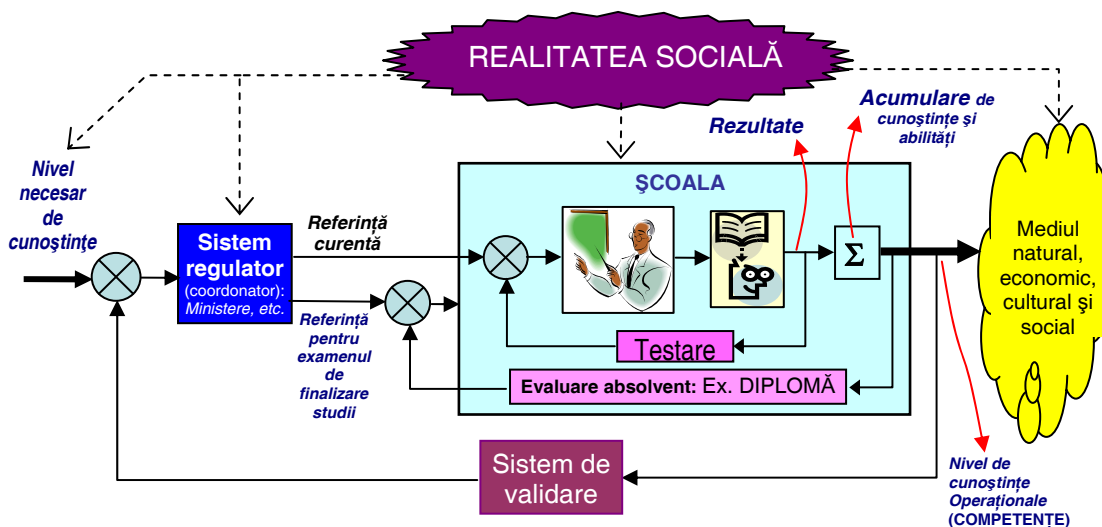 REALITATEA SOCIALĂ
Nivel
necesar
de
cunoştinţe
Sistem
regulator
(coordonator):
Ministere, etc.
Referinţă
curentă
Referinţă
pentru
examenul
de
finalizare
studii
ŞCOALA
Rezultate
Acumulare de
cunoştinţe şi
abilităţi
Σ
Testare
Evaluare absolvent: Ex. DIPLOMĂ
Mediul
natural,
economic,
cultural şi
social
Sistem de
validare
Nivel de
cunoştinţe
Operaţionale
(COMPETENŢE)